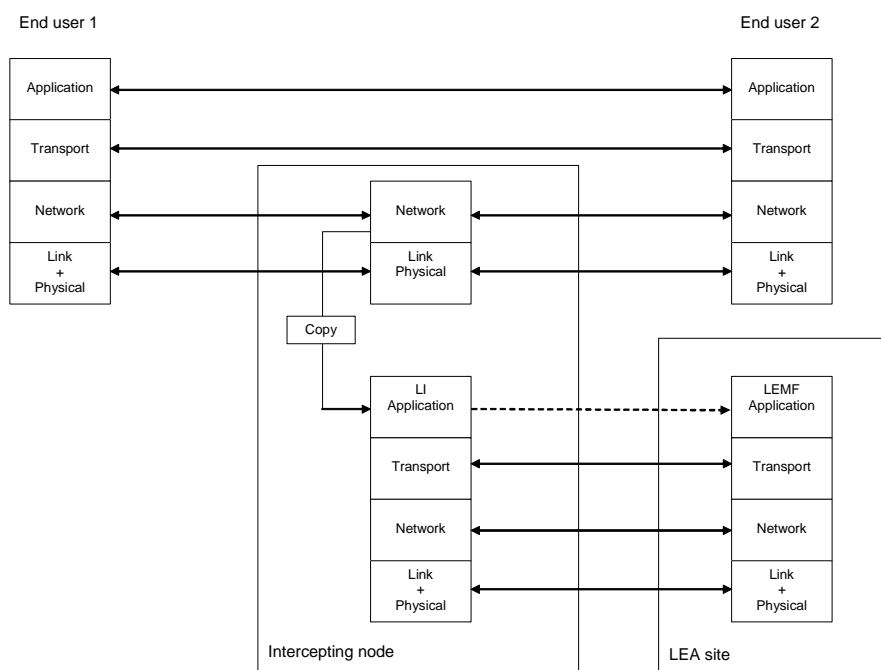 End user 1
End user 2
Application
Application
Transport
Transport
Network
Network
Network
Link
+
Physical
Link
Physical
Link
+
Physical
Copy
LI
Application
LEMF
Application
Transport
Transport
Network
Network
Link
+
Physical
Link
+
Physical
Intercepting node
LEA site